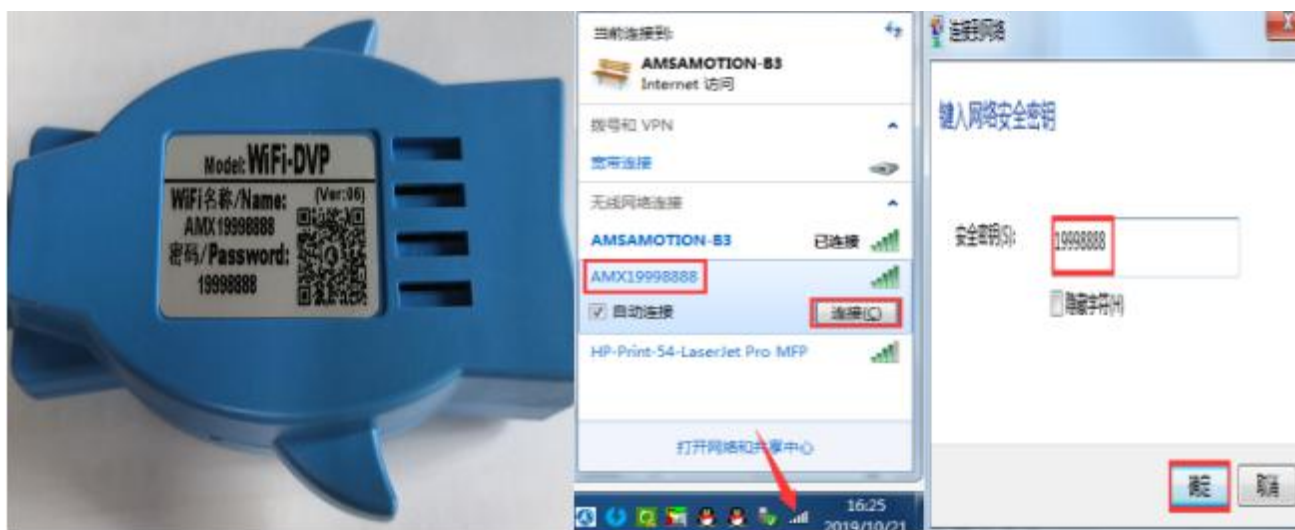 Model: WiFi-DVP
WiFi名称/Name:
(Ver:06)
AMX19998888
密码/Password:
19998888
当前连接到:
AMSAMOTION-B3
Internet 访问
拨号和 VPN
宽带连接
无线网络连接
AMSAMOTION-B3 已连接
AMX19998888
自动连接 连接(C)
HP-Print-54-LaserJet Pro MFP
打开网络和共享中心
16:25
2019/10/21
连接到网络
键入网络安全密钥
安全密钥(S): 19998888
隐藏字符(H)
确定 取消